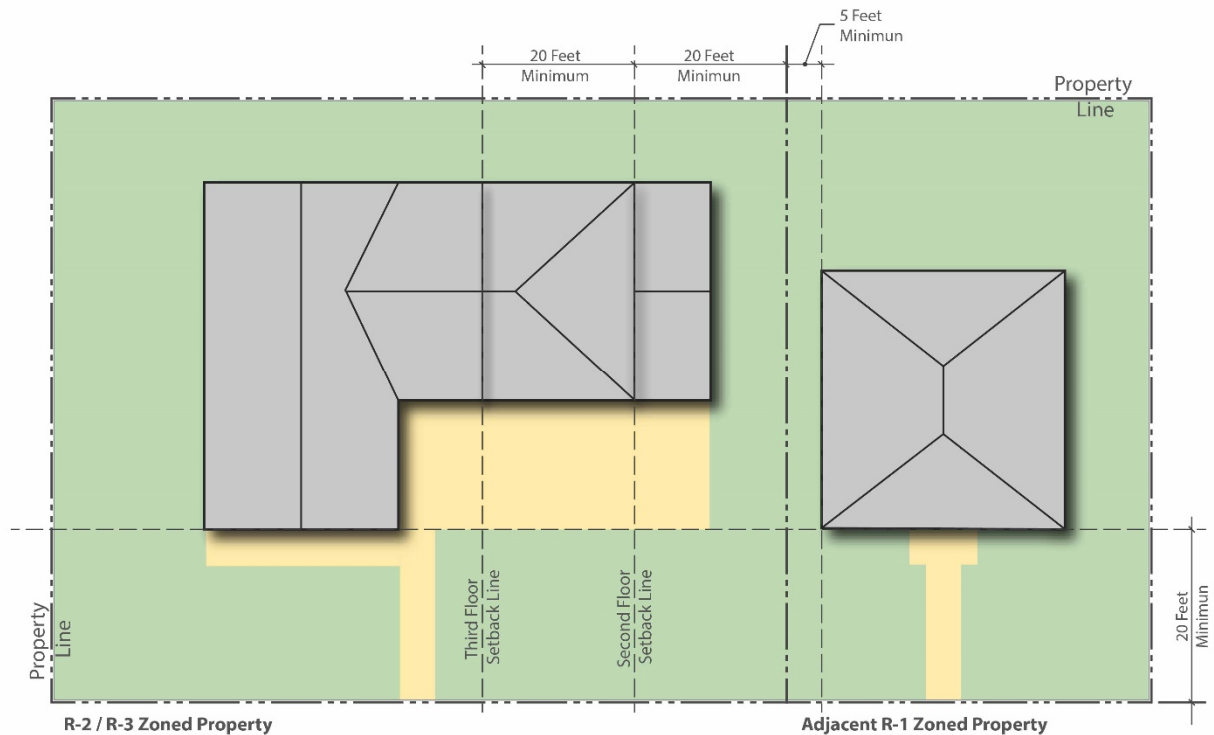 5 Feet
Minimun
20 Feet
Minimum
20 Feet
Minimun
Property
Line
Third Floor
Setback Line
Second Floor
Setback Line
Property
Line
20 Feet
Minimun
R-2 / R-3 Zoned Property
Adjacent R-1 Zoned Property